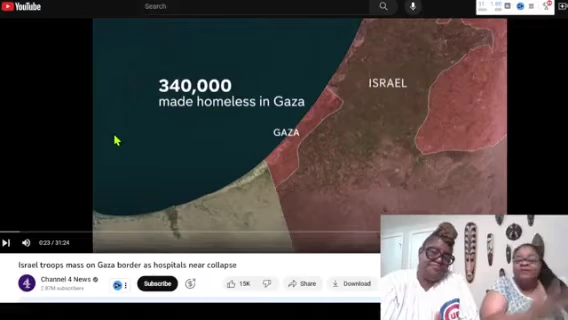 YouTube
Search
340,000
made homeless in Gaza
ISRAEL
GAZA
0:23 / 31:24
Israel troops mass on Gaza border as hospitals near collapse
Channel 4 News
Subscribe
15K
Share
Download